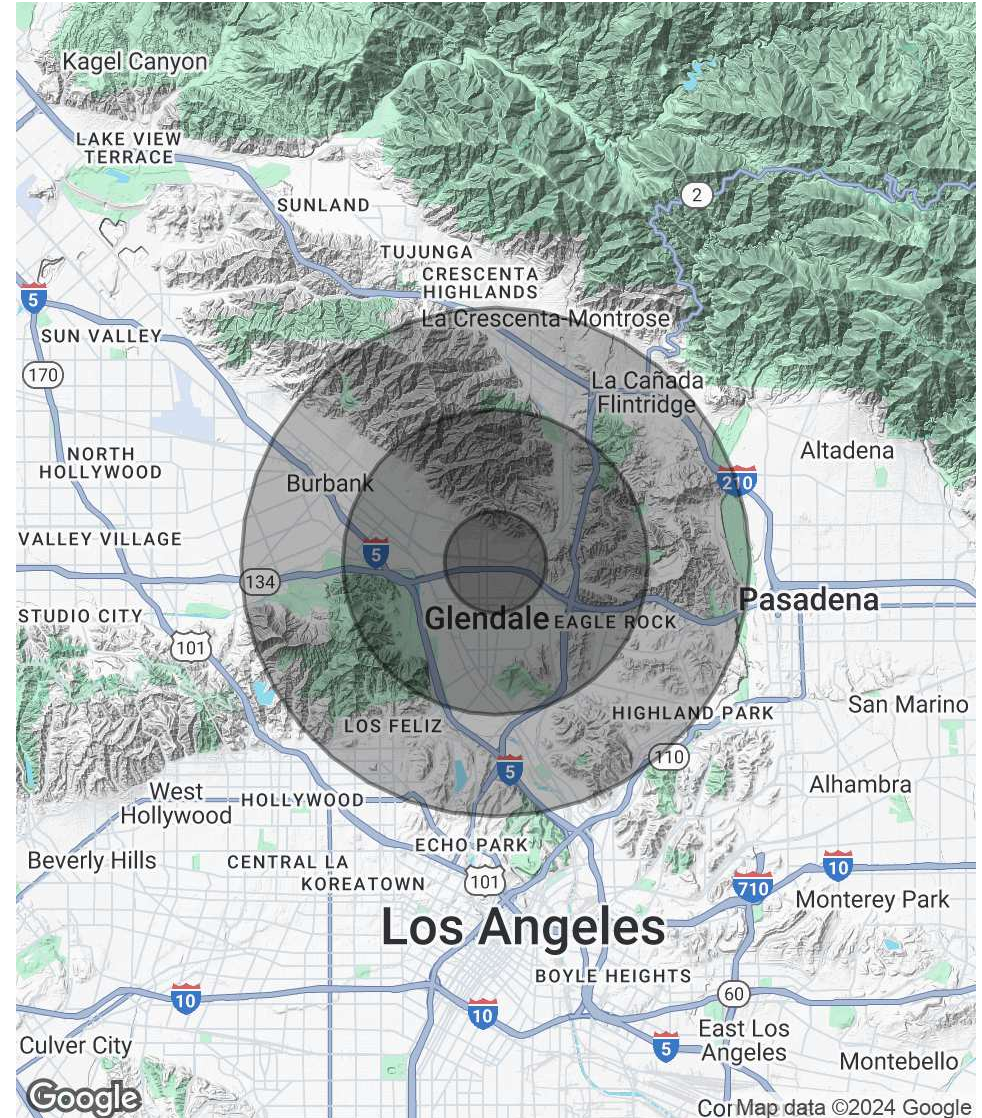 Kagel Canyon
LAKE VIEW
TERRACE
2
SUNLAND
TUJUNGA
CRESCENTA
HIGHLANDS
5
La Crescenta-Montrose
SUN VALLEY
170
La Cañada
Flintridge
Altadena
NORTH
HOLLYWOOD
Burbank
210
VALLEY VILLAGE
5
134
Pasadena
STUDIO CITY
Glendale
EAGLE ROCK
101
San Marino
HIGHLAND PARK
LOS FELIZ
110
5
Alhambra
West
Hollywood
HOLLYWOOD
ECHO PARK
Beverly Hills
CENTRAL LA
KOREATOWN
101
10
710
Monterey Park
Los Angeles
BOYLE HEIGHTS
10
60
10
East Los
Angeles
Culver City
5
Montebello
Google
Map data ©2024 Google